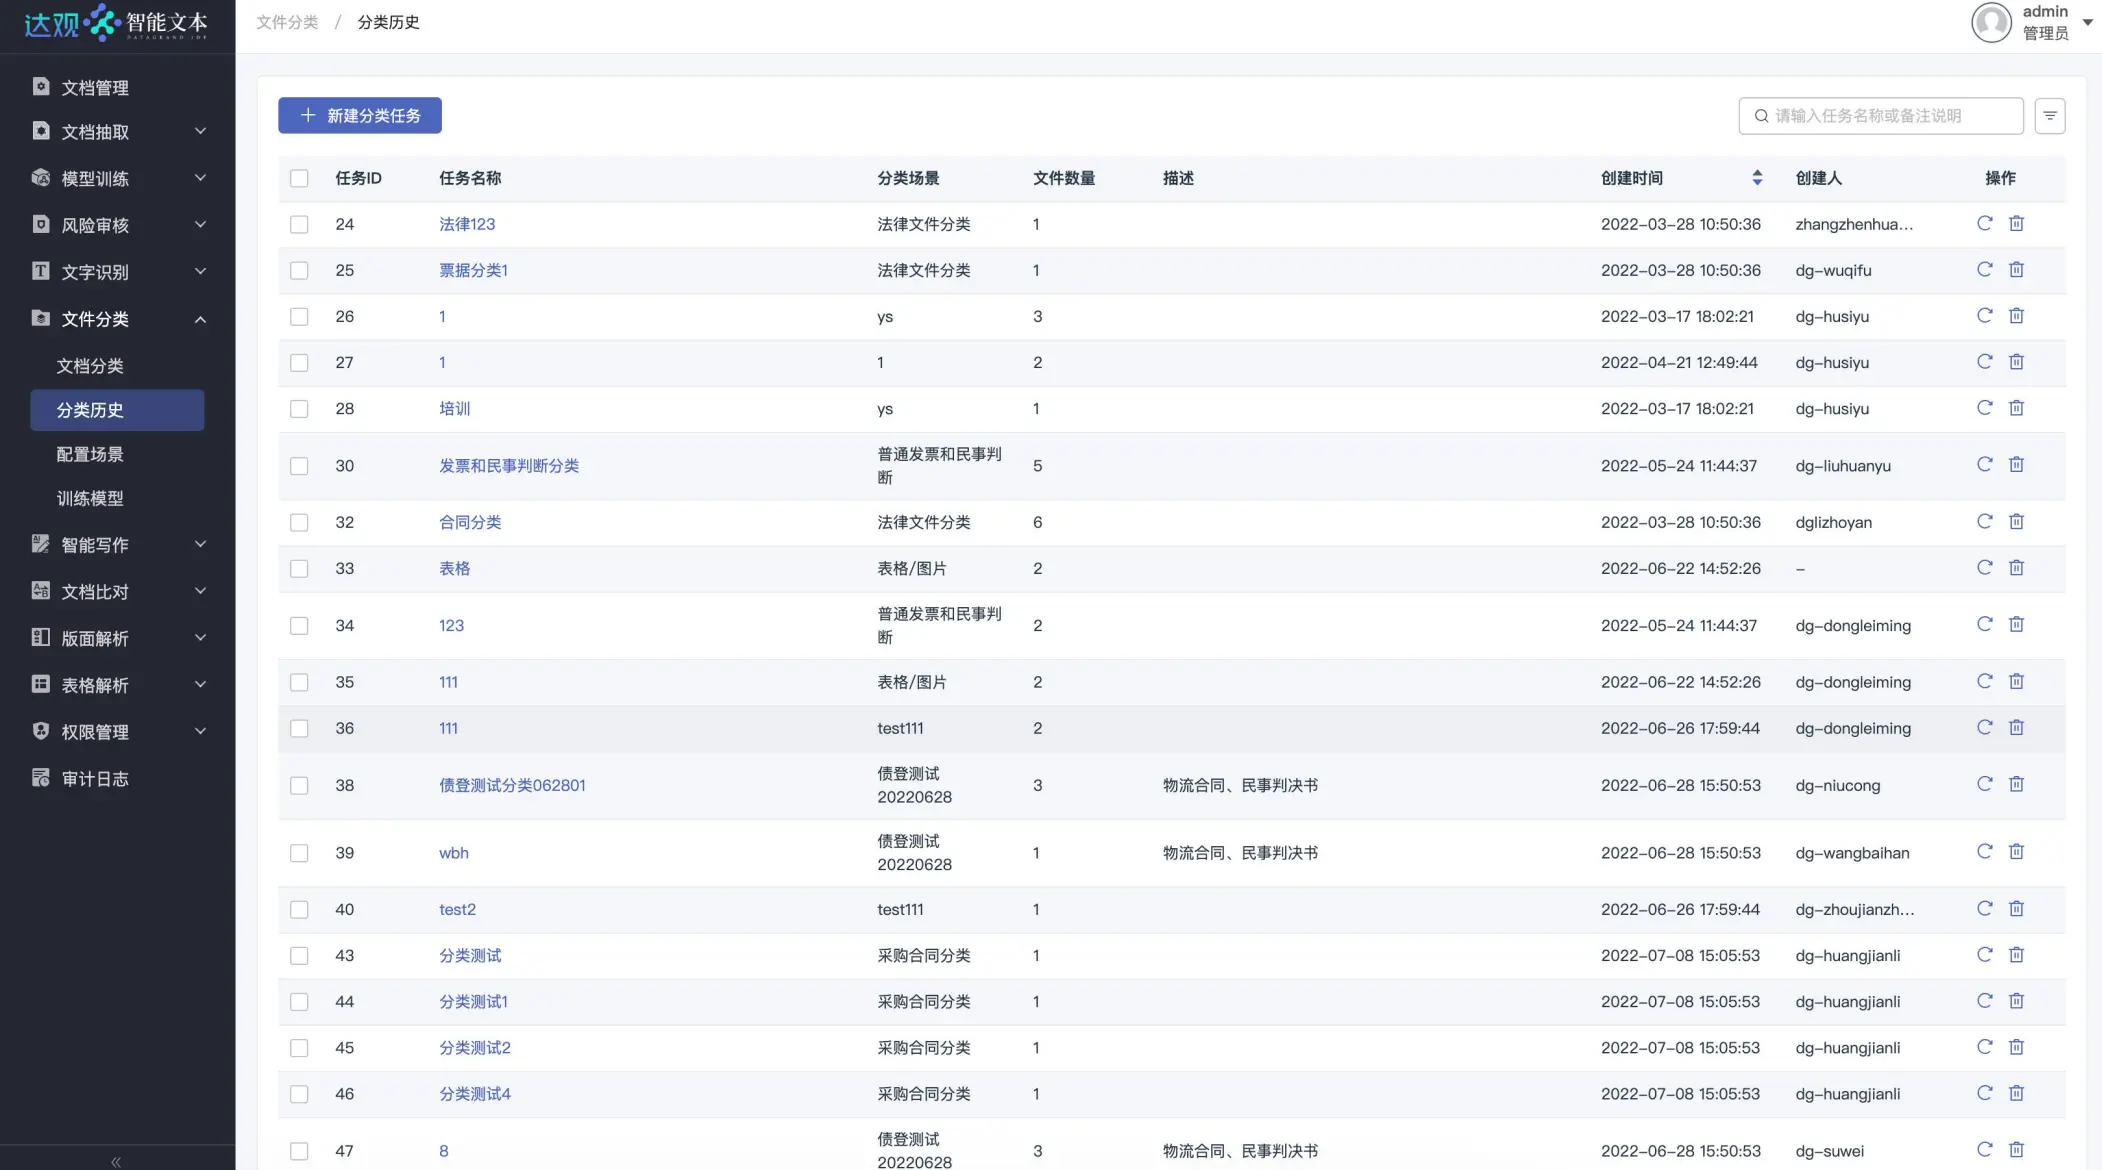 达观 智能文本
DATAGRAND IDP
文件分类 / 分类历史
admin
管理员
文档管理
文档抽取
模型训练
风险审核
文字识别
文件分类
文档分类
分类历史
配置场景
训练模型
智能写作
文档比对
版面解析
表格解析
权限管理
审计日志
新建分类任务
请输入任务名称或备注说明
任务ID 任务名称 分类场景 文件数量 描述 创建时间 创建人 操作
24 法律123 法律文件分类 1 2022-03-28 10:50:36 zhangzhenhua...
25 票据分类1 法律文件分类 1 2022-03-28 10:50:36 dg-wuqifu
26 1 ys 3 2022-03-17 18:02:21 dg-husiyu
27 1 1 2 2022-04-21 12:49:44 dg-husiyu
28 培训 ys 1 2022-03-17 18:02:21 dg-husiyu
30 发票和民事判断分类 普通发票和民事判 5 2022-05-24 11:44:37 dg-liuhuanyu
断
32 合同分类 法律文件分类 6 2022-03-28 10:50:36 dglizhoyan
33 表格 表格/图片 2 2022-06-22 14:52:26 -
34 123 普通发票和民事判 2 2022-05-24 11:44:37 dg-dongleiming
断
35 111 表格/图片 2 2022-06-22 14:52:26 dg-dongleiming
36 111 test111 2 2022-06-26 17:59:44 dg-dongleiming
38 债登测试分类062801 债登测试 3 物流合同、民事判决书 2022-06-28 15:50:53 dg-niucong
20220628
39 wbh 债登测试 1 物流合同、民事判决书 2022-06-28 15:50:53 dg-wangbaihan
20220628
40 test2 test111 1 2022-06-26 17:59:44 dg-zhoujianzh...
43 分类测试 采购合同分类 1 2022-07-08 15:05:53 dg-huangjianli
44 分类测试1 采购合同分类 1 2022-07-08 15:05:53 dg-huangjianli
45 分类测试2 采购合同分类 1 2022-07-08 15:05:53 dg-huangjianli
46 分类测试4 采购合同分类 1 2022-07-08 15:05:53 dg-huangjianli
47 8 债登测试 3 物流合同、民事判决书 2022-06-28 15:50:53 dg-suwei
20220628